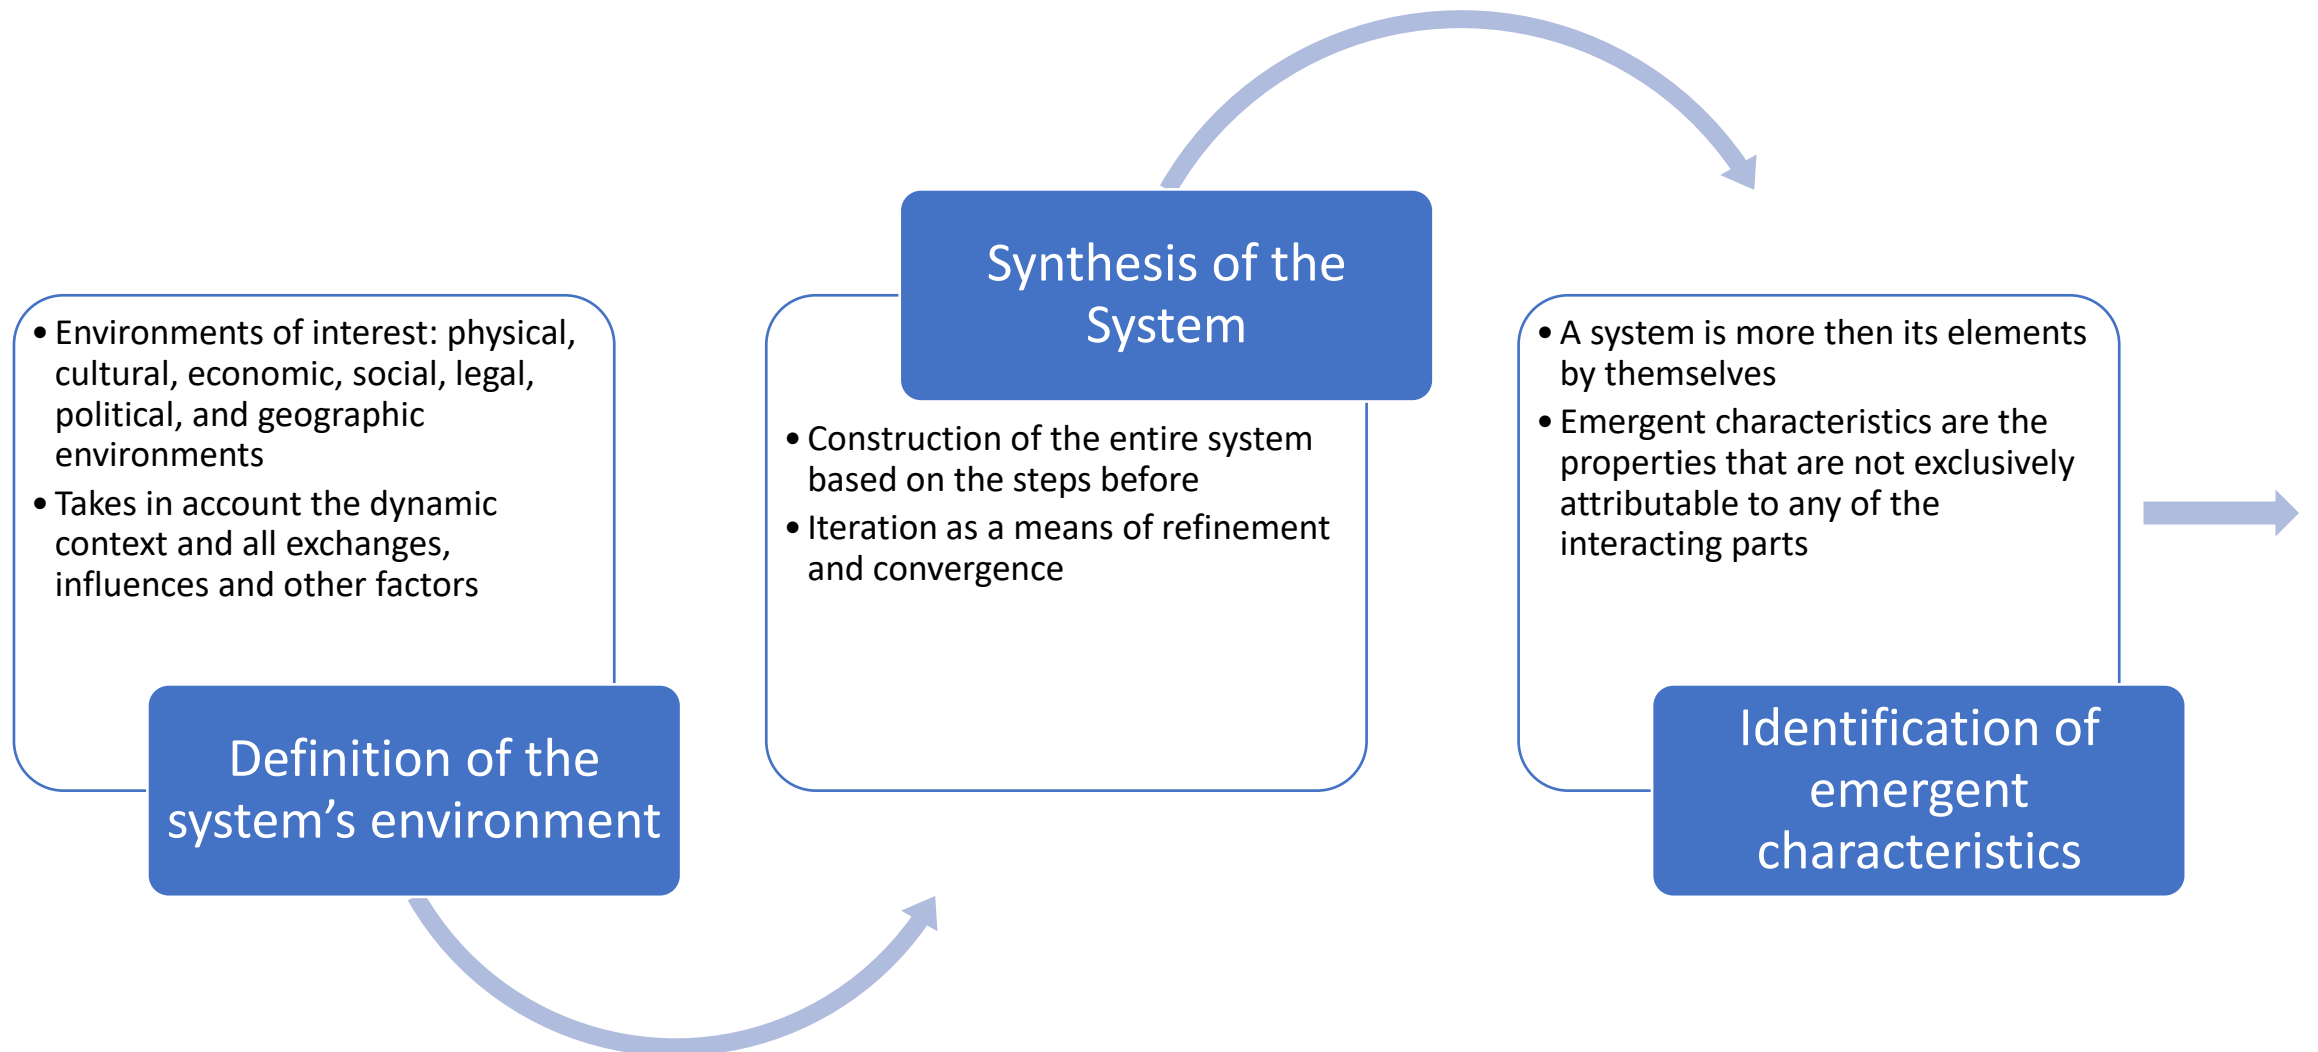 • Environments of interest: physical,
cultural, economic, social, legal,
political, and geographic
environments
• Takes in account the dynamic
context and all exchanges,
influences and other factors
Definition of the
system’s environment
Synthesis of the
System
• Construction of the entire system
based on the steps before
• Iteration as a means of refinement
and convergence
• A system is more then its elements
by themselves
• Emergent characteristics are the
properties that are not exclusively
attributable to any of the
interacting parts
Identification of
emergent
characteristics